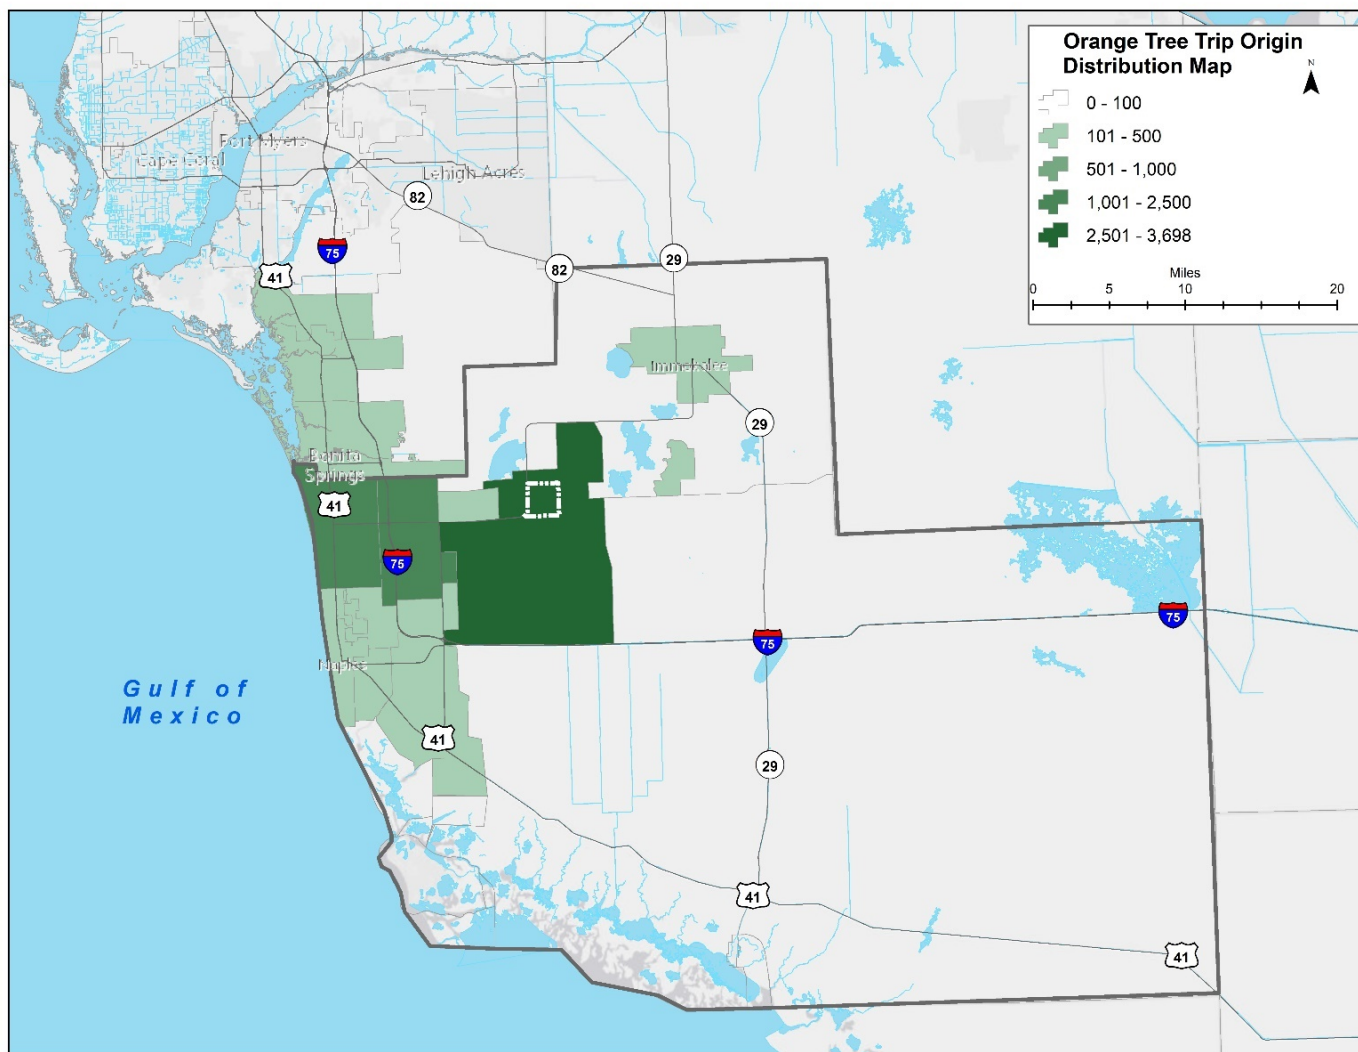 Orange Tree Trip Origin
Distribution Map
N
0 - 100
101 - 500
501 - 1,000
1,001 - 2,500
2,501 - 3,698
Miles
0 5 10 20
Fort Myers
Cape Coral
Lehigh Acres
82
75
41
82
29
Immokalee
29
Bonita
Springs
41
75
75
75
Naples
Gulf of
Mexico
41
29
41
41